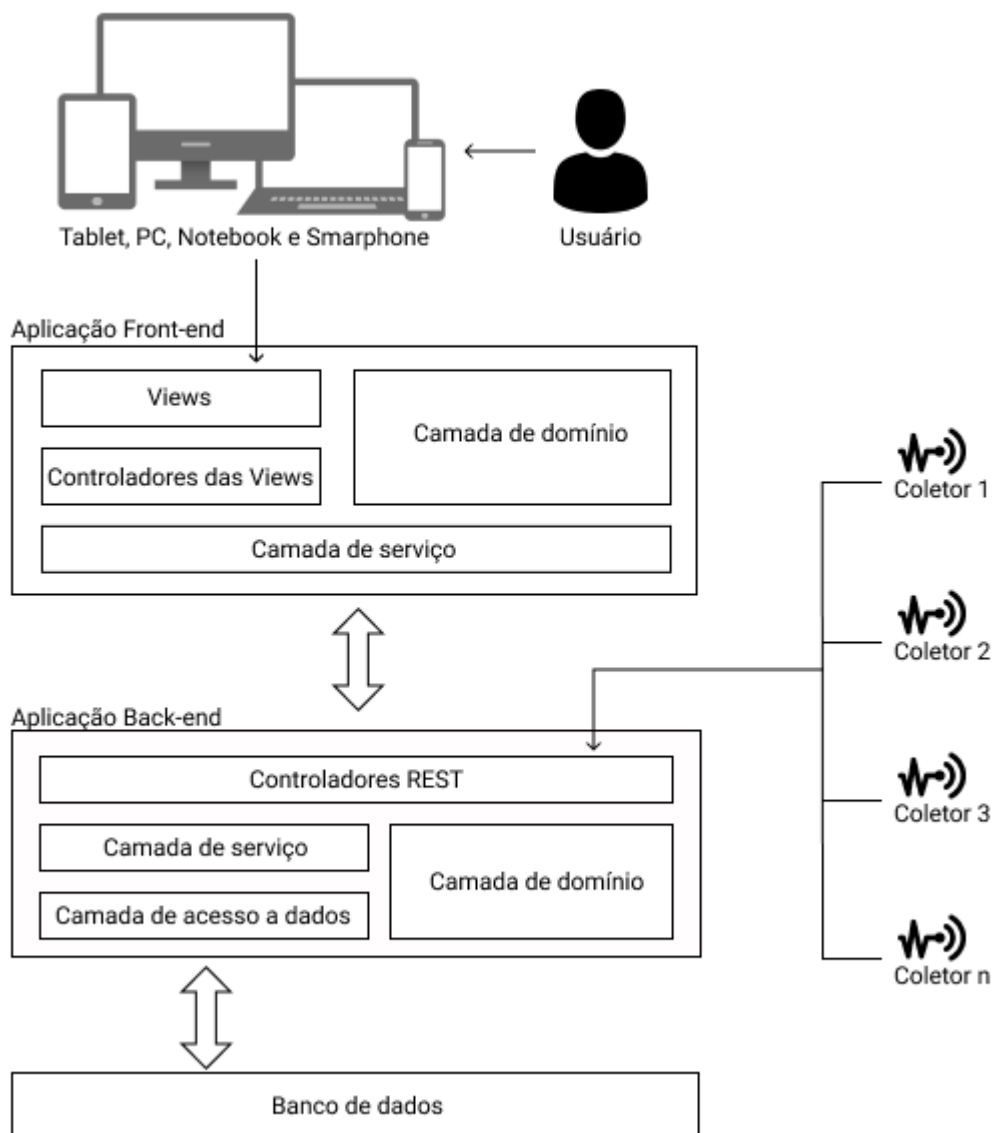 Tablet, PC, Notebook e Smarphone
Usuário
Aplicação Front-end
Views
Camada de domínio
Controladores das Views
Camada de serviço
Coletor 1
Coletor 2
Coletor 3
Coletor n
Aplicação Back-end
Controladores REST
Camada de serviço
Camada de domínio
Camada de acesso a dados
Banco de dados